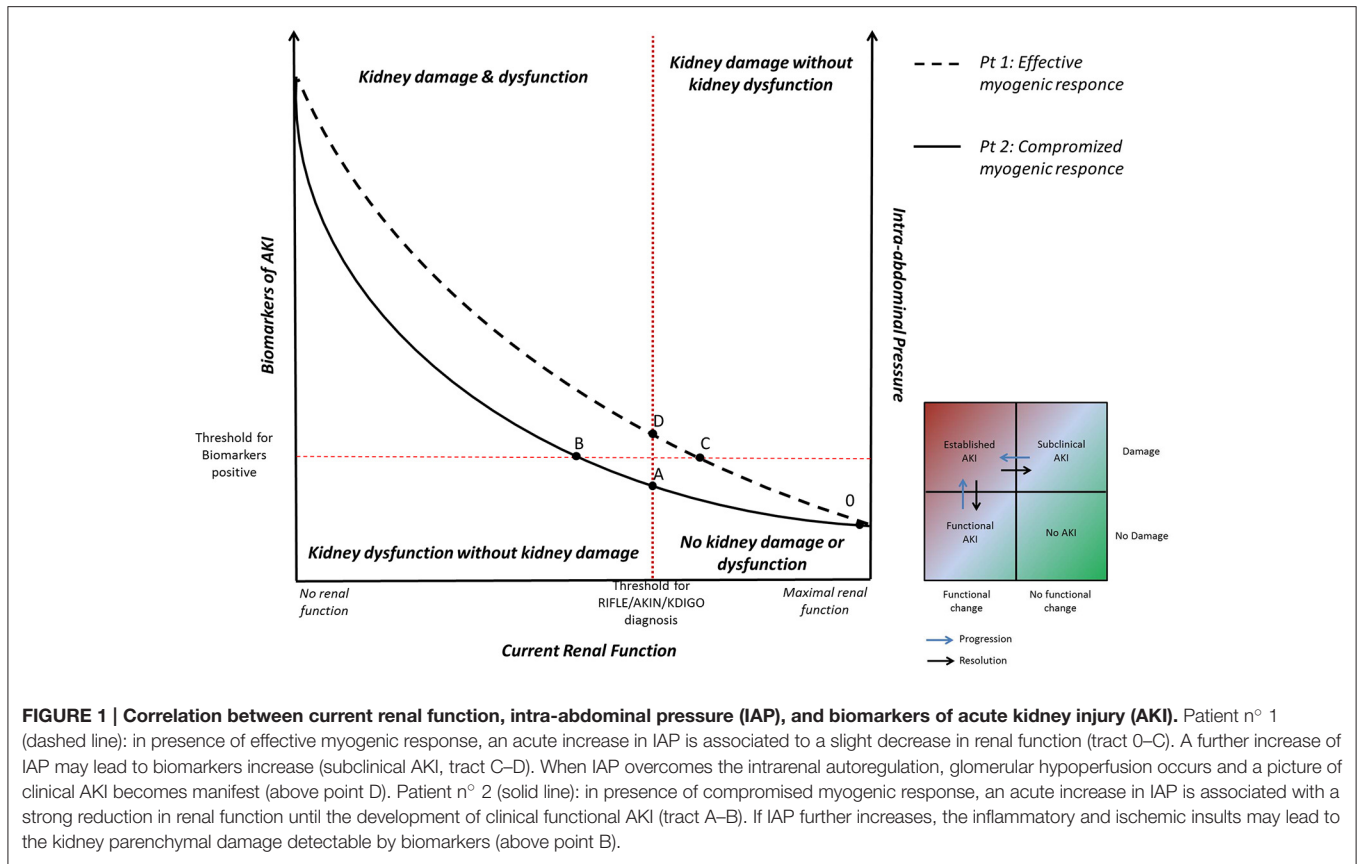 Kidney damage & dysfunction
Kidney damage without
kidney dysfunction
Pt 1: Effective
myogenic responce
Pt 2: Compromized
myogenic responce
Biomarkers of AKI
Intra-abdominal Pressure
Threshold for
Biomarkers
positive
B
D
C
A
0
Kidney dysfunction without kidney damage
No kidney damage or
dysfunction
No renal
function
Threshold for
RIFLE/AKIN/KDIGO
diagnosis
Maximal renal
function
Current Renal Function
Established
AKI
Subclinical
AKI
Damage
Functional
AKI
No AKI
No Damage
Functional
change
No functional
change
Progression
Resolution
FIGURE 1 | Correlation between current renal function, intra-abdominal pressure (IAP), and biomarkers of acute kidney injury (AKI). Patient n° 1
(dashed line): in presence of effective myogenic response, an acute increase in IAP is associated to a slight decrease in renal function (tract 0–C). A further increase of
IAP may lead to biomarkers increase (subclinical AKI, tract C–D). When IAP overcomes the intrarenal autoregulation, glomerular hypoperfusion occurs and a picture of
clinical AKI becomes manifest (above point D). Patient n° 2 (solid line): in presence of compromised myogenic response, an acute increase in IAP is associated with a
strong reduction in renal function until the development of clinical functional AKI (tract A–B). If IAP further increases, the inflammatory and ischemic insults may lead to
the kidney parenchymal damage detectable by biomarkers (above point B).